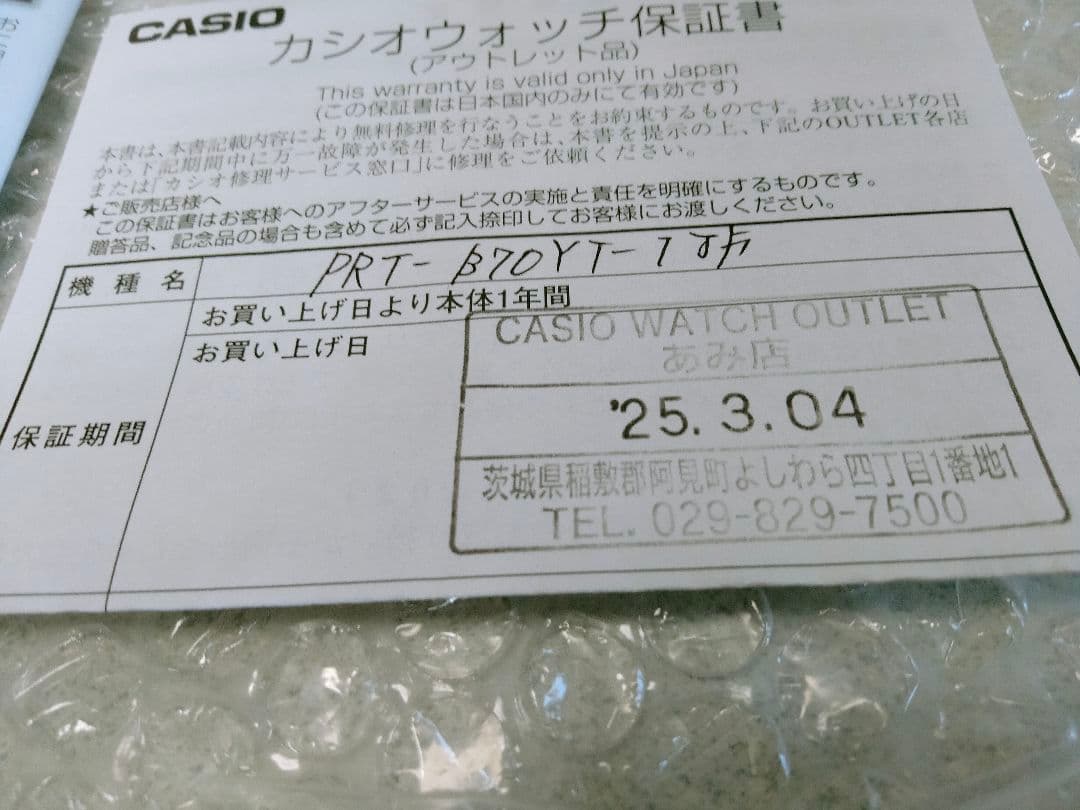 CASIO
カシオウォッチ保証書
(アウトレット品)
This warranty is valid only in Japan
(この保証書は日本国内のみにて有効です)
本書は、本書記載内容により無料修理を行なうことをお約束するものです。お買い上げの日
から下記期間中に万一故障が発生した場合は、本書を提示の上、下記のOUTLET各店
または「カシオ修理サービス窓口」に修理をご依頼ください。
★ご販売店様へ
この保証書はお客様へのアフターサービスの実施と責任を明確にするものです。
贈答品、記念品の場合も含めて必ず記入捺印してお客様にお渡しください。
機種名
PRT-B70YT-1
お買い上げ日より本体1年間
保証期間
お買い上げ日
CASIO WATCH OUTLET
あみ店
'25.3.04
茨城県稲敷郡阿見町よしわら四丁目1番地1
TEL. 029-829-7500